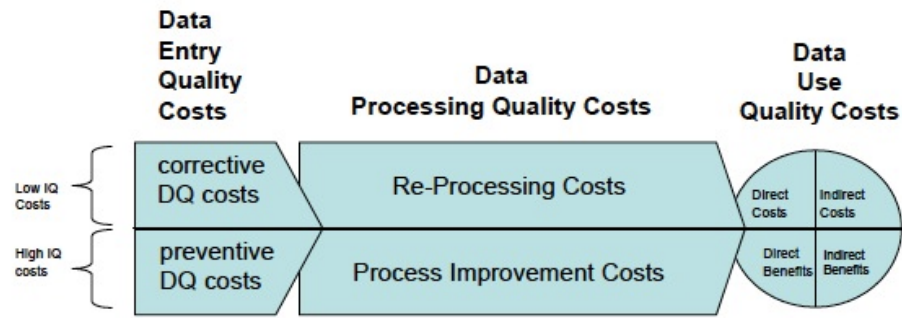 Data
Entry
Quality
Costs
Data
Processing Quality Costs
Data
Use
Quality Costs
Low IQ
Costs
corrective
DQ costs
Re-Processing Costs
Direct
Costs
Indirect
Costs
High IQ
costs
preventive
DQ costs
Process Improvement Costs
Direct
Benefits
Indirect
Benefits